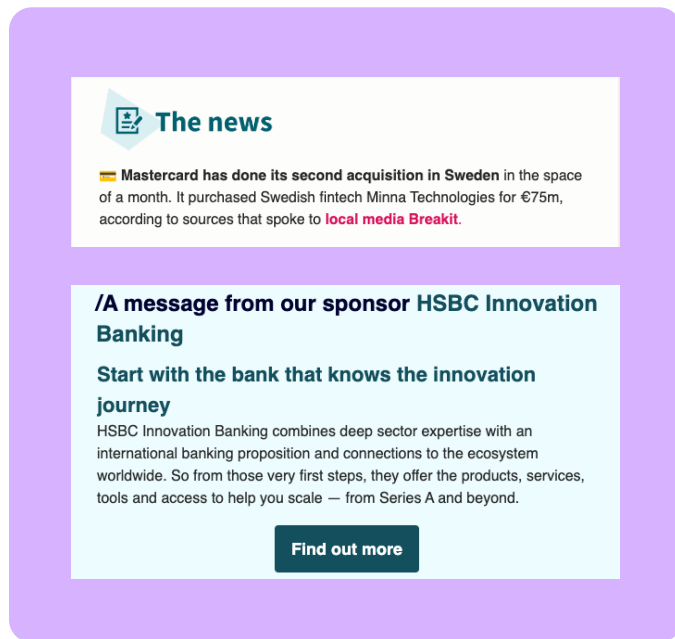 The news
💳 Mastercard has done its second acquisition in Sweden in the space
of a month. It purchased Swedish fintech Minna Technologies for €75m,
according to sources that spoke to local media Breakit.
/A message from our sponsor HSBC Innovation
Banking
Start with the bank that knows the innovation
journey
HSBC Innovation Banking combines deep sector expertise with an
international banking proposition and connections to the ecosystem
worldwide. So from those very first steps, they offer the products, services,
tools and access to help you scale — from Series A and beyond.
Find out more